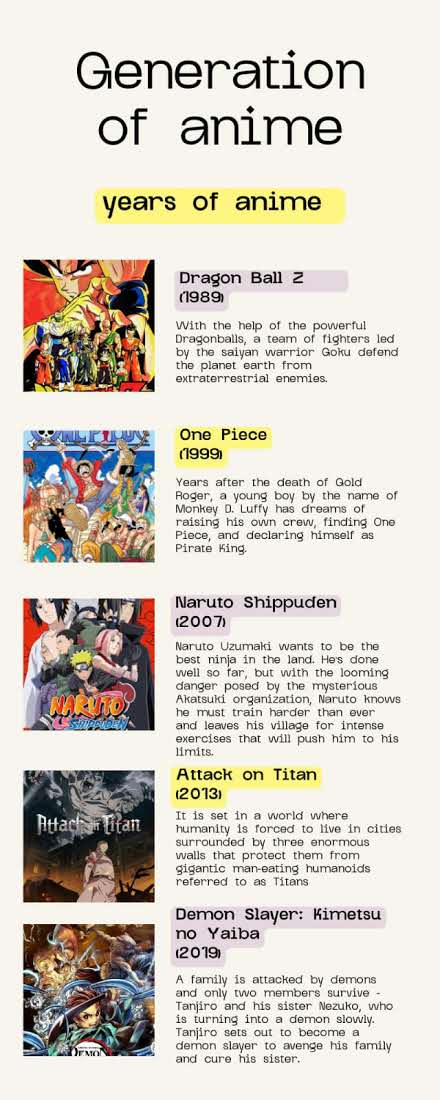 Generation
of anime
years of anime
Dragon Ball Z
(1989)
With the help of the powerful
Dragonballs, a team of fighters led
by the saiyan warrior Goku defend
the planet earth from
extraterrestrial enemies.
ONE PIECE
One Piece
(1999)
Years after the death of Gold
Roger, a young boy by the name of
Monkey D. Luffy has dreams of
raising his own crew, finding One
Piece, and declaring himself as
Pirate King.
NARUTO
SHIPPUDEN
Naruto Shippuden
(2007)
Naruto Uzumaki wants to be the
best ninja in the land. He's done
well so far, but with the looming
danger posed by the mysterious
Akatsuki organization, Naruto knows
he must train harder than ever
and leaves his village for intense
exercises that will push him to his
limits.
Attack on Titan
Attack on Titan
(2013)
It is set in a world where
humanity is forced to live in cities
surrounded by three enormous
walls that protect them from
gigantic man-eating humanoids
referred to as Titans
DEMON
Demon Slayer: Kimetsu
no Yaiba
(2019)
A family is attacked by demons
and only two members survive -
Tanjiro and his sister Nezuko, who
is turning into a demon slowly.
Tanjiro sets out to become a
demon slayer to avenge his family
and cure his sister.